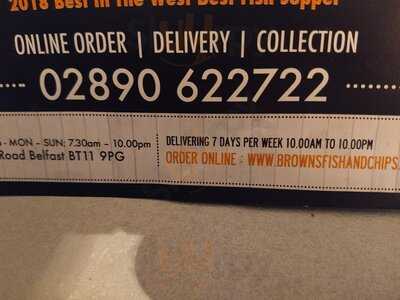 2018 Best In The West Best Fish Supper
ONLINE ORDER | DELIVERY | COLLECTION
02890 622722
- MON – SUN: 7.30am – 10.00pm
Road Belfast BT11 9PG
DELIVERING 7 DAYS PER WEEK 10.00AM TO 10.00PM
ORDER ONLINE : WWW.BROWNSFISHANDCHIPS.